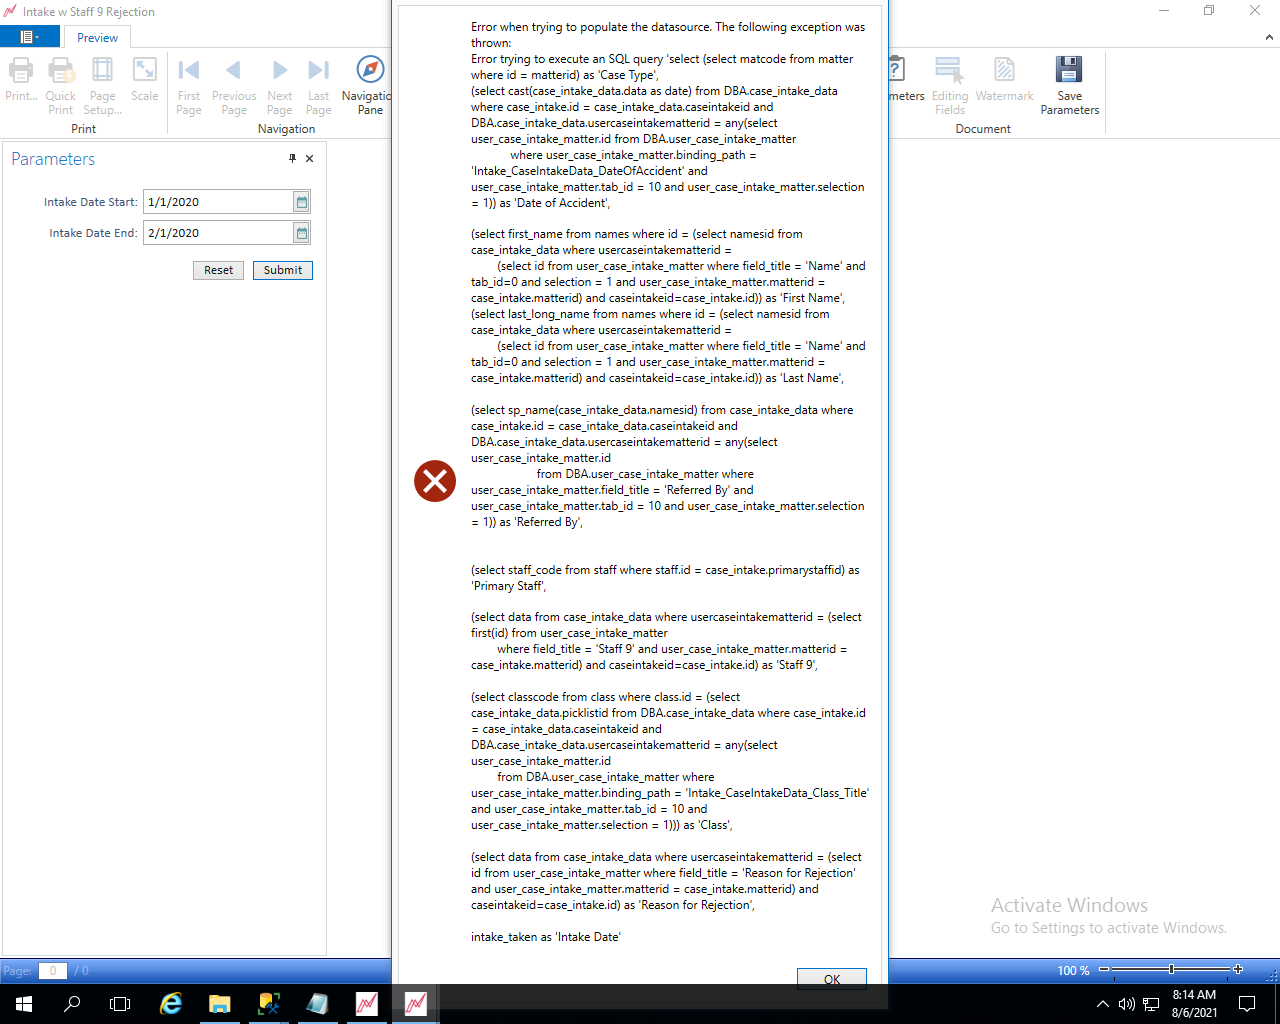 Intake w Staff 9 Rejection
Preview
Print...
Quick Print
Page Setup...
Scale
First Page
Previous Page
Next Page
Last Page
Navigatio Pane
meters
Editing Fields
Watermark
Save Parameters
Print
Navigation
Document
Parameters
Intake Date Start: 1/1/2020
Intake Date End: 2/1/2020
Reset Submit
Error when trying to populate the datasource. The following exception was
thrown:
Error trying to execute an SQL query 'select (select matcode from matter
where id = matterid) as 'Case Type',
(select cast(case_intake_data.data as date) from DBA.case_intake_data
where case_intake.id = case_intake_data.caseintakeid and
DBA.case_intake_data.usercaseintakematterid = any(select
user_case_intake_matter.id from DBA.user_case_intake_matter
where user_case_intake_matter.binding_path =
'Intake_CaseIntakeData_DateOfAccident' and
user_case_intake_matter.tab_id = 10 and user_case_intake_matter.selection
= 1)) as 'Date of Accident',
(select first_name from names where id = (select namesid from
case_intake_data where usercaseintakematterid =
(select id from user_case_intake_matter where field_title = 'Name' and
tab_id=0 and selection = 1 and user_case_intake_matter.matterid =
case_intake.matterid) and caseintakeid=case_intake.id)) as 'First Name',
(select last_long_name from names where id = (select namesid from
case_intake_data where usercaseintakematterid =
(select id from user_case_intake_matter where field_title = 'Name' and
tab_id=0 and selection = 1 and user_case_intake_matter.matterid =
case_intake.matterid) and caseintakeid=case_intake.id)) as 'Last Name',
(select sp_name(case_intake_data.namesid) from case_intake_data where
case_intake.id = case_intake_data.caseintakeid and
DBA.case_intake_data.usercaseintakematterid = any(select
user_case_intake_matter.id
from DBA.user_case_intake_matter where
user_case_intake_matter.field_title = 'Referred By' and
user_case_intake_matter.tab_id = 10 and user_case_intake_matter.selection
= 1)) as 'Referred By',
(select staff_code from staff where staff.id = case_intake.primarystaffid) as
'Primary Staff',
(select data from case_intake_data where usercaseintakematterid = (select
first(id) from user_case_intake_matter
where field_title = 'Staff 9' and user_case_intake_matter.matterid =
case_intake.matterid) and caseintakeid=case_intake.id) as 'Staff 9',
(select classcode from class where class.id = (select
case_intake_data.picklistid from DBA.case_intake_data where case_intake.id
= case_intake_data.caseintakeid and
DBA.case_intake_data.usercaseintakematterid = any(select
user_case_intake_matter.id
from DBA.user_case_intake_matter where
user_case_intake_matter.binding_path = 'Intake_CaseIntakeData_Class_Title'
and user_case_intake_matter.tab_id = 10 and
user_case_intake_matter.selection = 1))) as 'Class',
(select data from case_intake_data where usercaseintakematterid = (select
id from user_case_intake_matter where field_title = 'Reason for Rejection'
and user_case_intake_matter.matterid = case_intake.matterid) and
caseintakeid=case_intake.id) as 'Reason for Rejection',
intake_taken as 'Intake Date'
OK
Activate Windows
Go to Settings to activate Windows.
Page: 0 / 0
100 %
8:14 AM
8/6/2021